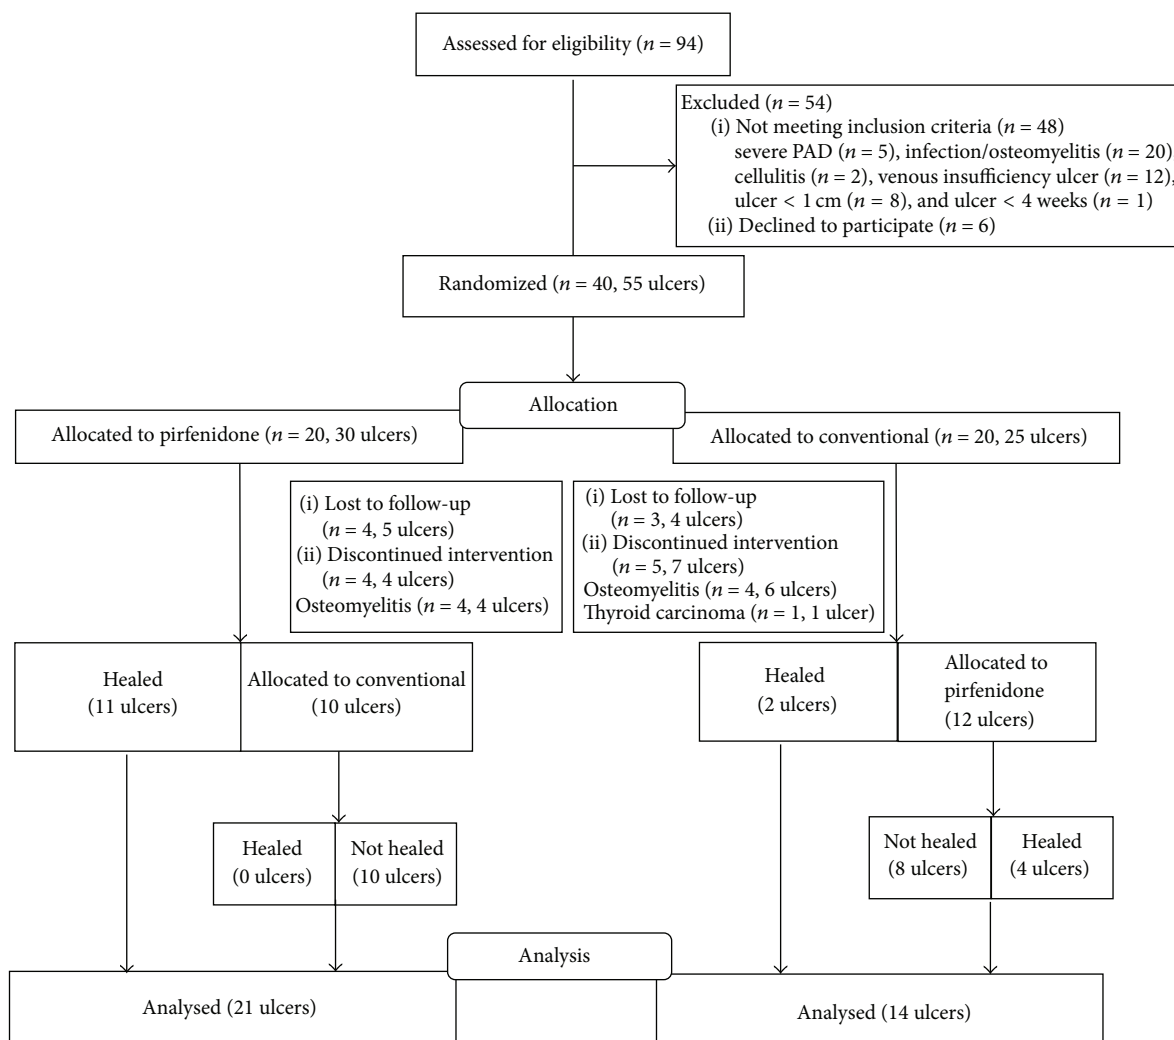 Assessed for eligibility (n = 94)
Excluded (n = 54)
(i) Not meeting inclusion criteria (n = 48)
severe PAD (n = 5), infection/osteomyelitis (n = 20)
cellulitis (n = 2), venous insufficiency ulcer (n = 12),
ulcer < 1 cm (n = 8), and ulcer < 4 weeks (n = 1)
(ii) Declined to participate (n = 6)
Randomized (n = 40, 55 ulcers)
Allocation
Allocated to pirfenidone (n = 20, 30 ulcers)
Allocated to conventional (n = 20, 25 ulcers)
(i) Lost to follow-up
(n = 4, 5 ulcers)
(ii) Discontinued intervention
(n = 4, 4 ulcers)
Osteomyelitis (n = 4, 4 ulcers)
(i) Lost to follow-up
(n = 3, 4 ulcers)
(ii) Discontinued intervention
(n = 5, 7 ulcers)
Osteomyelitis (n = 4, 6 ulcers)
Thyroid carcinoma (n = 1, 1 ulcer)
Healed
(11 ulcers)
Allocated to conventional
(10 ulcers)
Healed
(2 ulcers)
Allocated to
pirfenidone
(12 ulcers)
Healed
(0 ulcers)
Not healed
(10 ulcers)
Not healed
(8 ulcers)
Healed
(4 ulcers)
Analysis
Analysed (21 ulcers)
Analysed (14 ulcers)